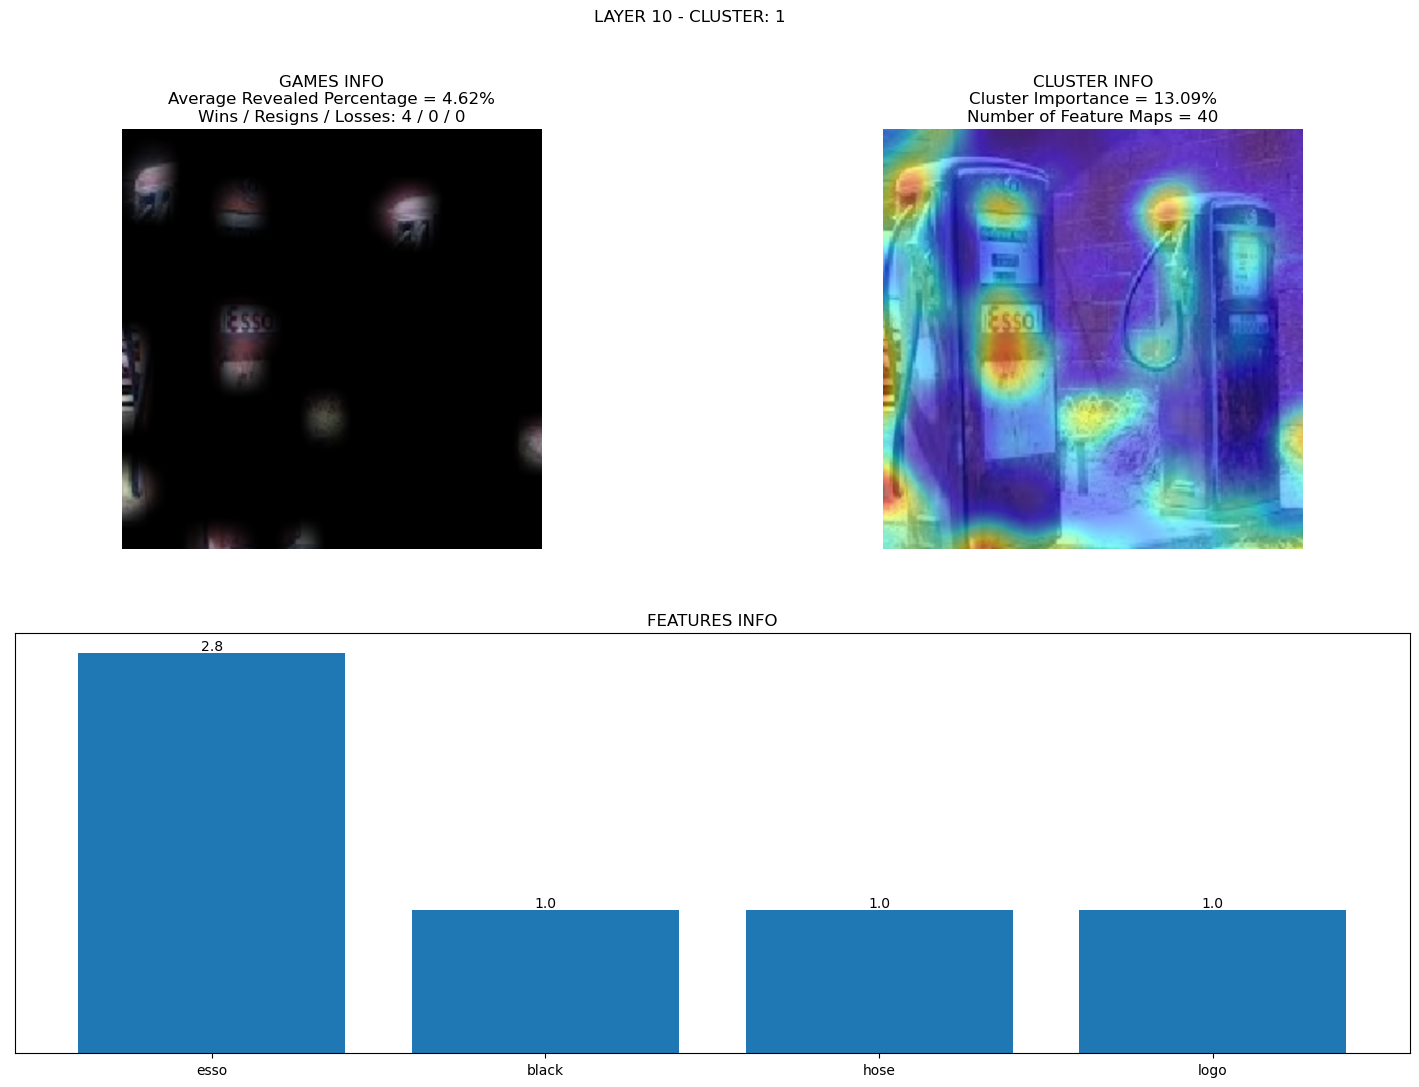 LAYER 10 - CLUSTER: 1
GAMES INFO
Average Revealed Percentage = 4.62%
Wins / Resigns / Losses: 4 / 0 / 0
CLUSTER INFO
Cluster Importance = 13.09%
Number of Feature Maps = 40
ESSO
ESSO
FEATURES INFO
2.8
1.0
1.0
1.0
esso
black
hose
logo